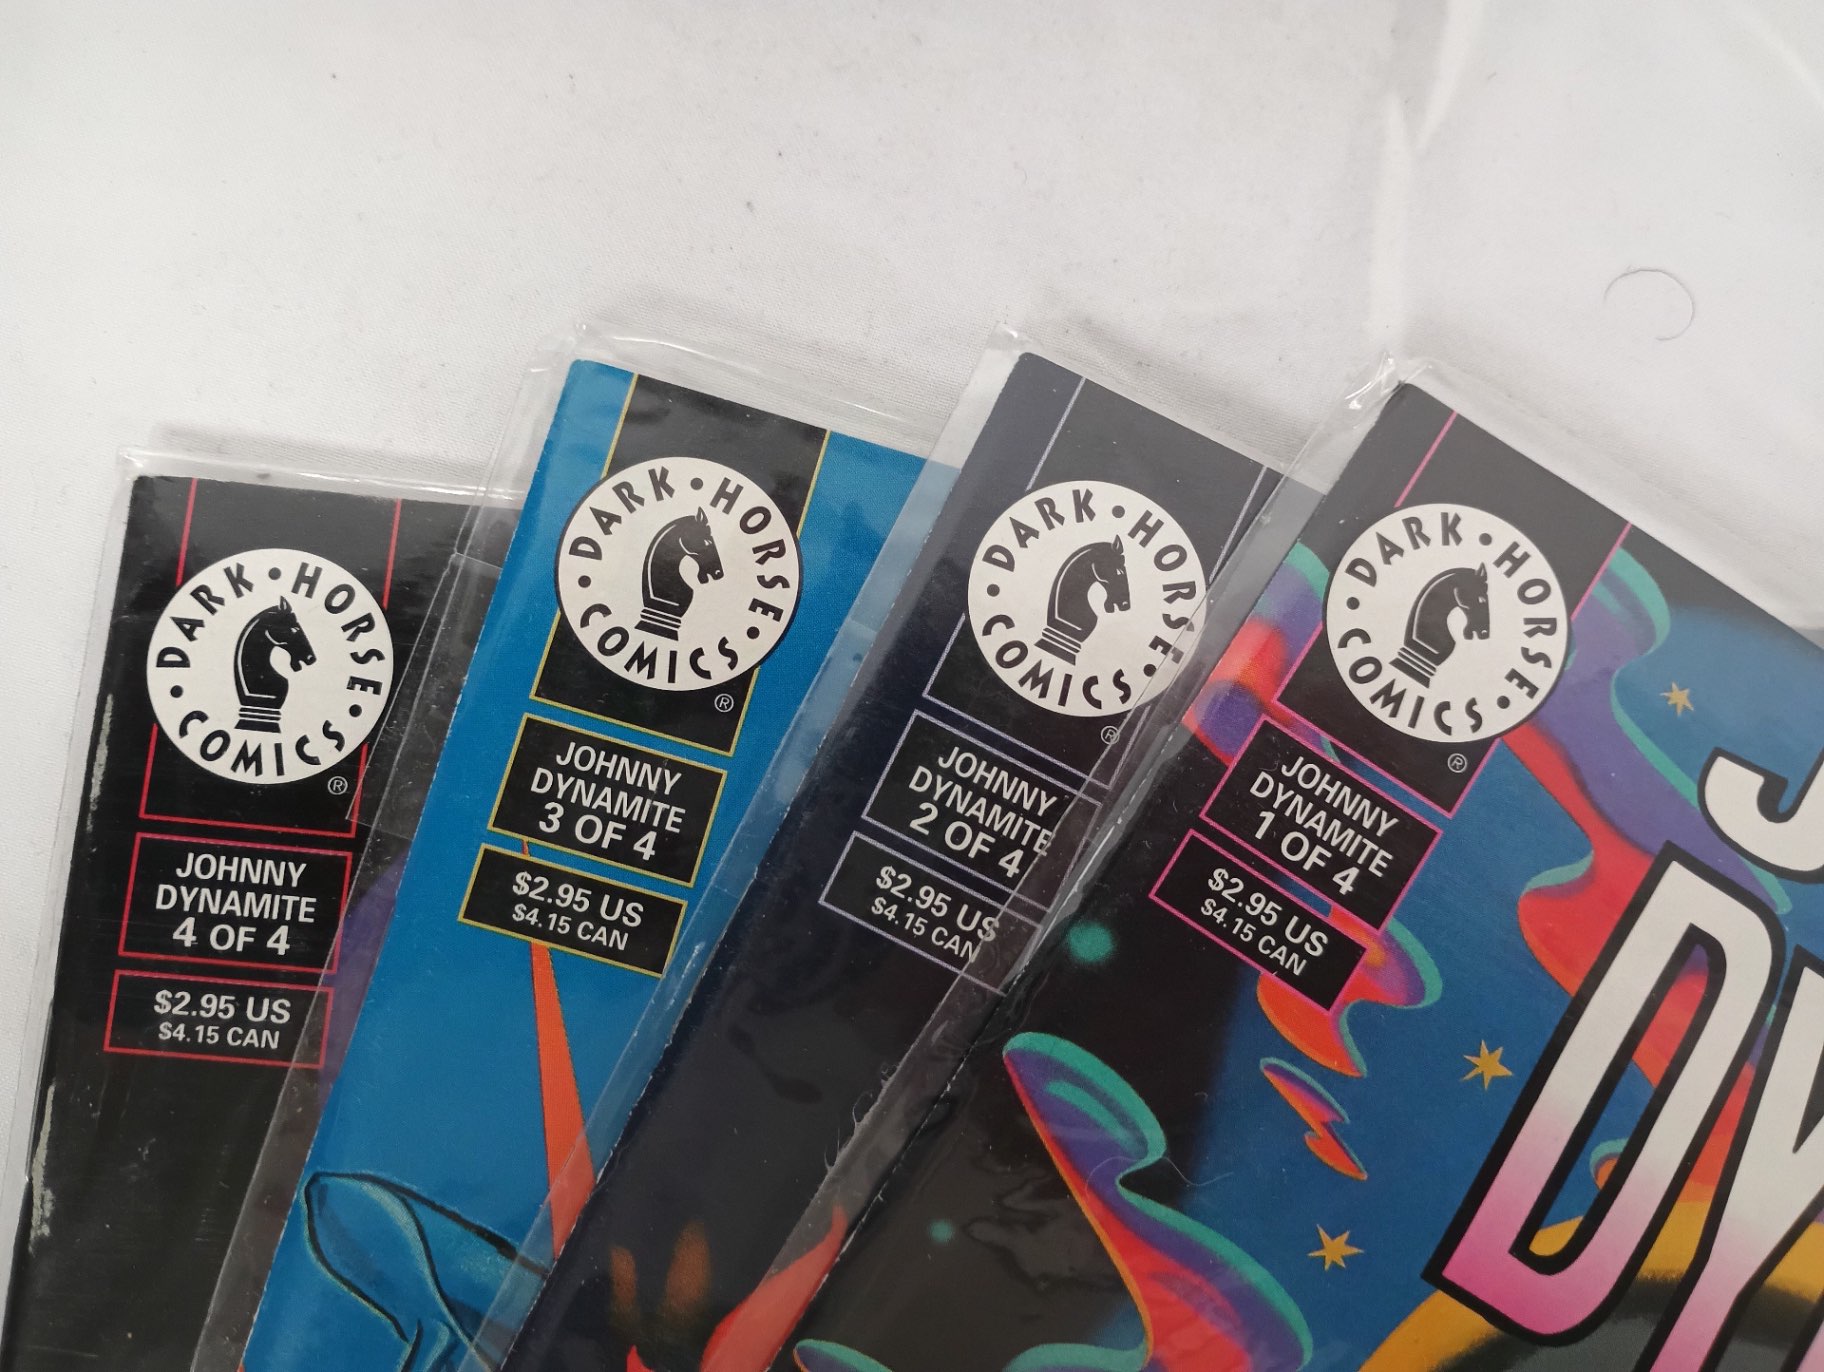 DARK • HORSE • COMICS •
®
JOHNNY
DYNAMITE
4 OF 4
$2.95 US
$4.15 CAN
DARK • HORSE • COMICS •
®
JOHNNY
DYNAMITE
3 OF 4
$2.95 US
$4.15 CAN
DARK • HORSE • COMICS •
®
JOHNNY
DYNAMITE
2 OF 4
$2.95 US
$4.15 CAN
DARK • HORSE • COMICS •
®
JOHNNY
DYNAMITE
1 OF 4
$2.95 US
$4.15 CAN
J
DY